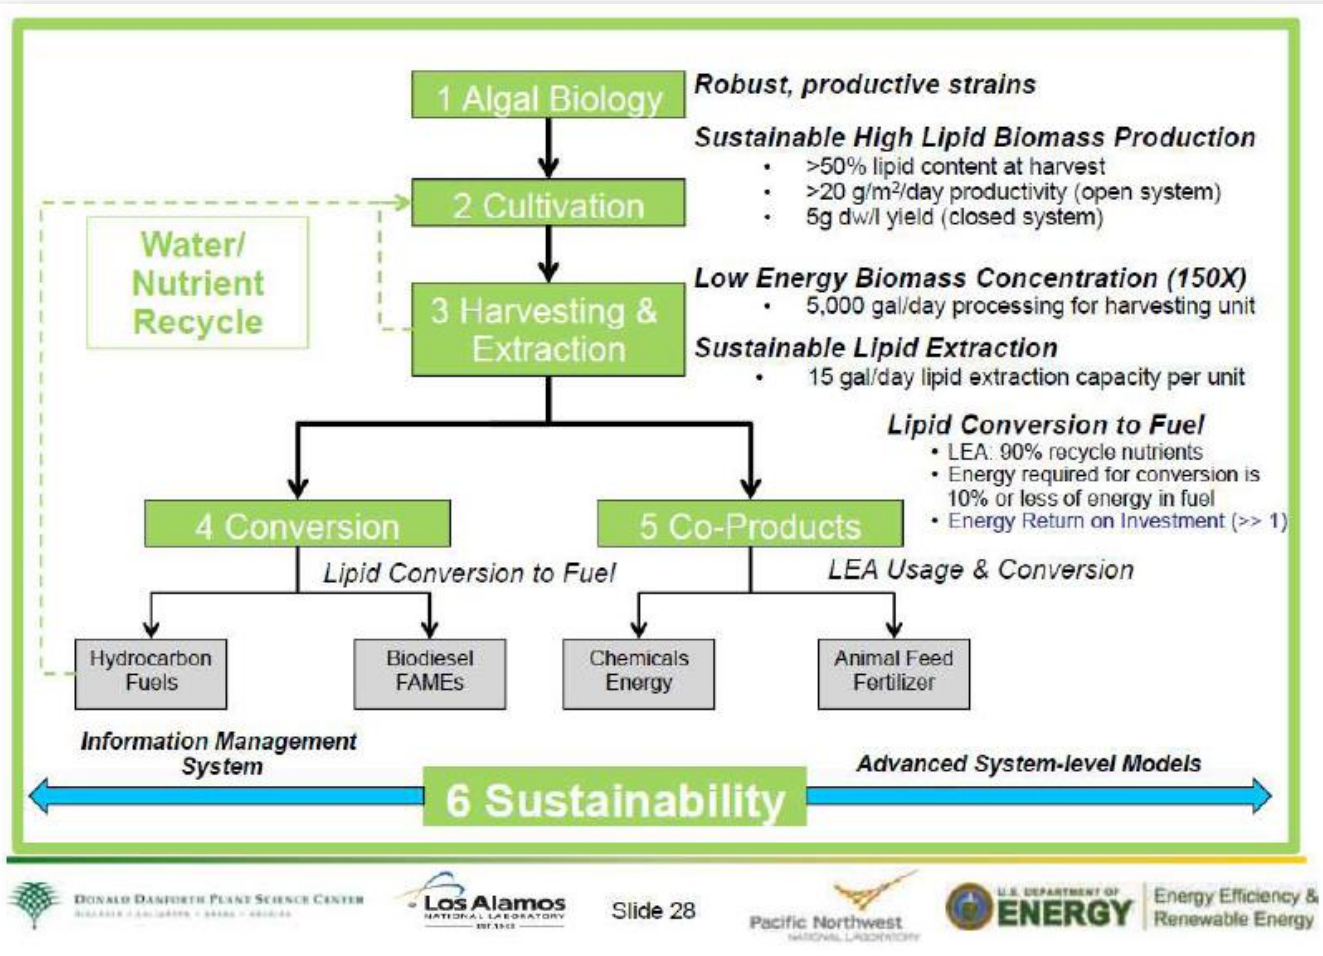 1 Algal Biology
Robust, productive strains
Sustainable High Lipid Biomass Production
• >50% lipid content at harvest
• >20 g/m²/day productivity (open system)
• 5g dw/l yield (closed system)
2 Cultivation
Water/
Nutrient
Recycle
Low Energy Biomass Concentration (150X)
• 5,000 gal/day processing for harvesting unit
3 Harvesting &
Extraction
Sustainable Lipid Extraction
• 15 gal/day lipid extraction capacity per unit
Lipid Conversion to Fuel
• LEA: 90% recycle nutrients
• Energy required for conversion is
10% or less of energy in fuel
• Energy Return on Investment (>> 1)
4 Conversion
5 Co-Products
Lipid Conversion to Fuel
LEA Usage & Conversion
Hydrocarbon
Fuels
Biodiesel
FAMEs
Chemicals
Energy
Animal Feed
Fertilizer
Information Management
System
Advanced System-level Models
6 Sustainability
DONALD DANFORTH PLANT SCIENCE CENTER
Los Alamos
NATIONAL LABORATORY
EST. 1943
Slide 28
Pacific Northwest
NATIONAL LABORATORY
U.S. DEPARTMENT OF
ENERGY
Energy Efficiency &
Renewable Energy